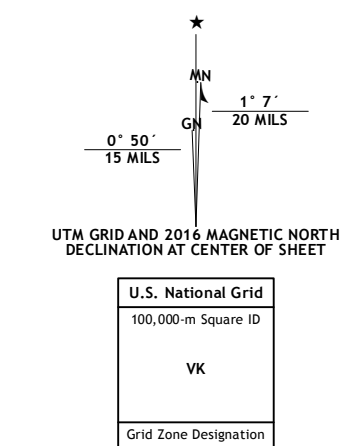 ★
MN
1° 7´
20 MILS
GN
0° 50´
15 MILS
UTM GRID AND 2016 MAGNETIC NORTH
DECLINATION AT CENTER OF SHEET
U.S. National Grid
100,000-m Square ID
VK
Grid Zone Designation